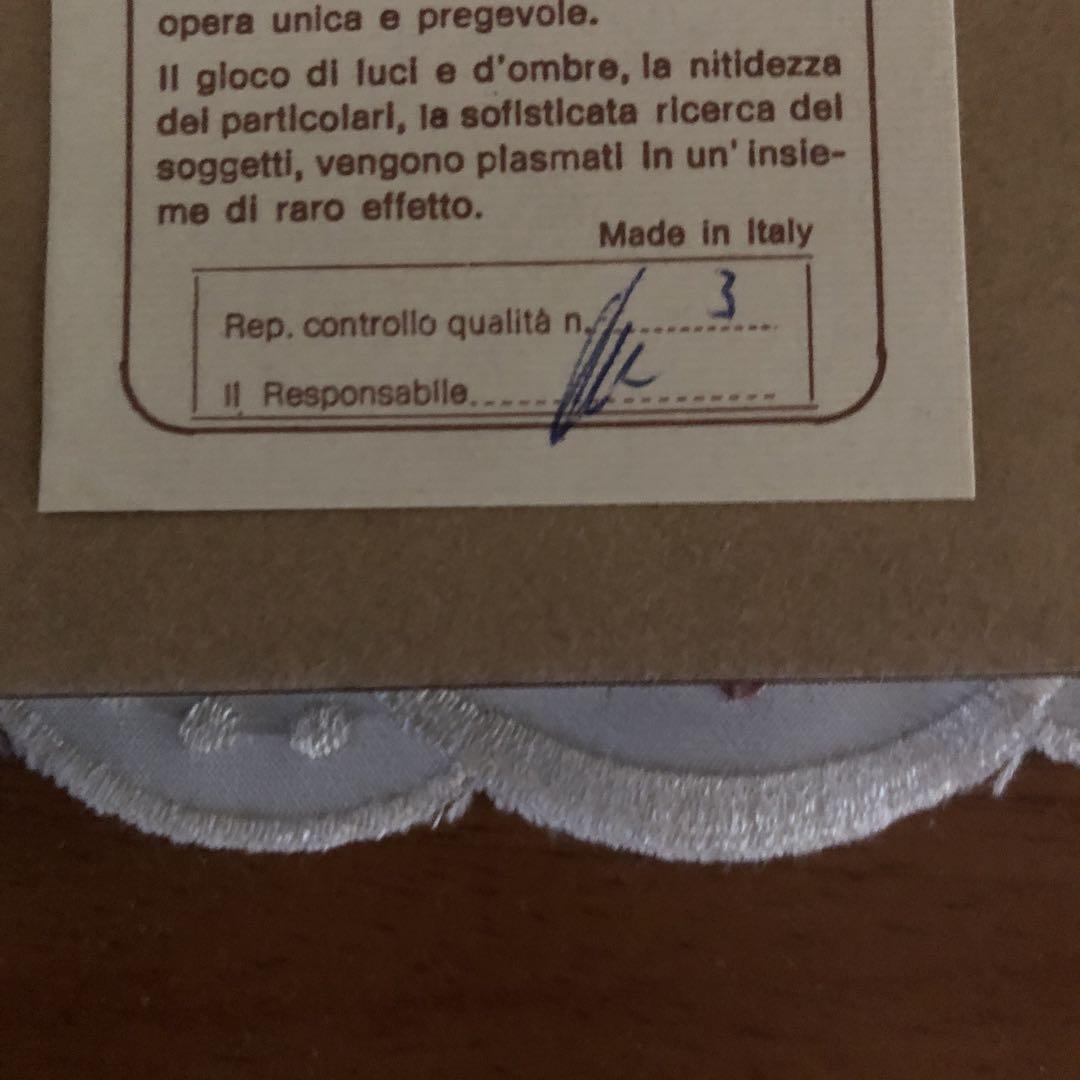 opera unica e pregevole.
Il gioco di luci e d'ombre, la nitidezza
dei particolari, la sofisticata ricerca dei
soggetti, vengono plasmati in un' insie-
me di raro effetto.
Made in Italy
Rep. controllo qualità n. 3
Il Responsabile